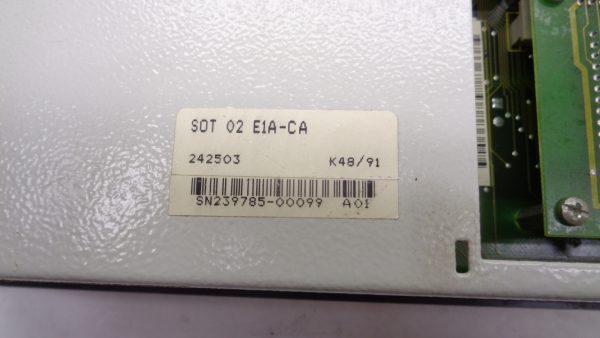 SOT 02 E1A-CA
242503 K48/91
SN239785-00099 A01